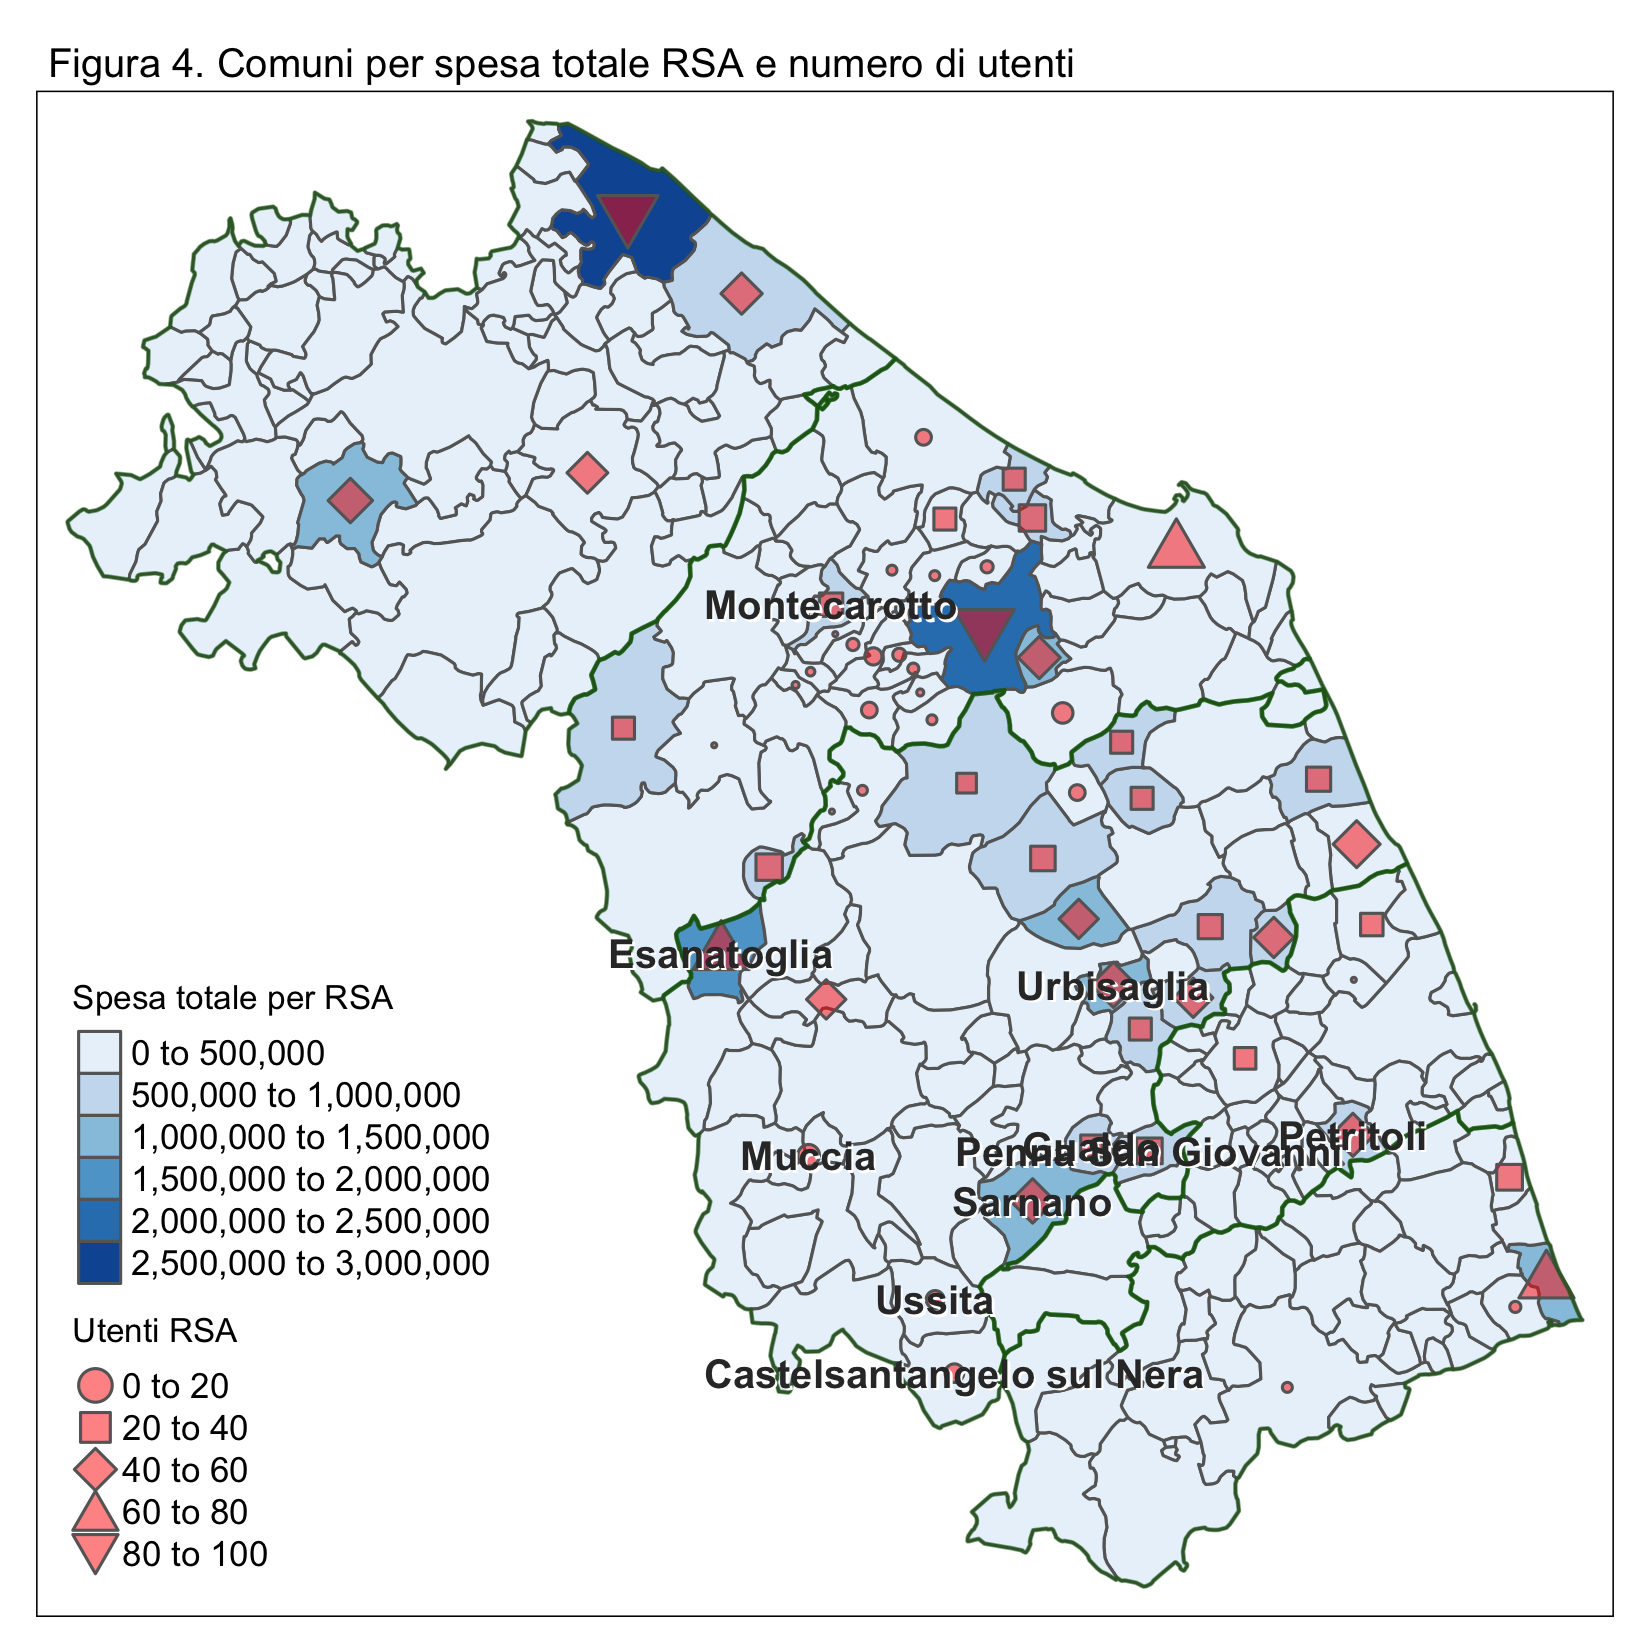 Figura 4. Comuni per spesa totale RSA e numero di utenti
Montecarotto
Esanatoglia
Urbisaglia
Muccia
Gualdo
Penna San Giovanni
Petritoli
Sarnano
Ussita
Castelsantangelo sul Nera
Spesa totale per RSA
0 to 500,000
500,000 to 1,000,000
1,000,000 to 1,500,000
1,500,000 to 2,000,000
2,000,000 to 2,500,000
2,500,000 to 3,000,000
Utenti RSA
0 to 20
20 to 40
40 to 60
60 to 80
80 to 100